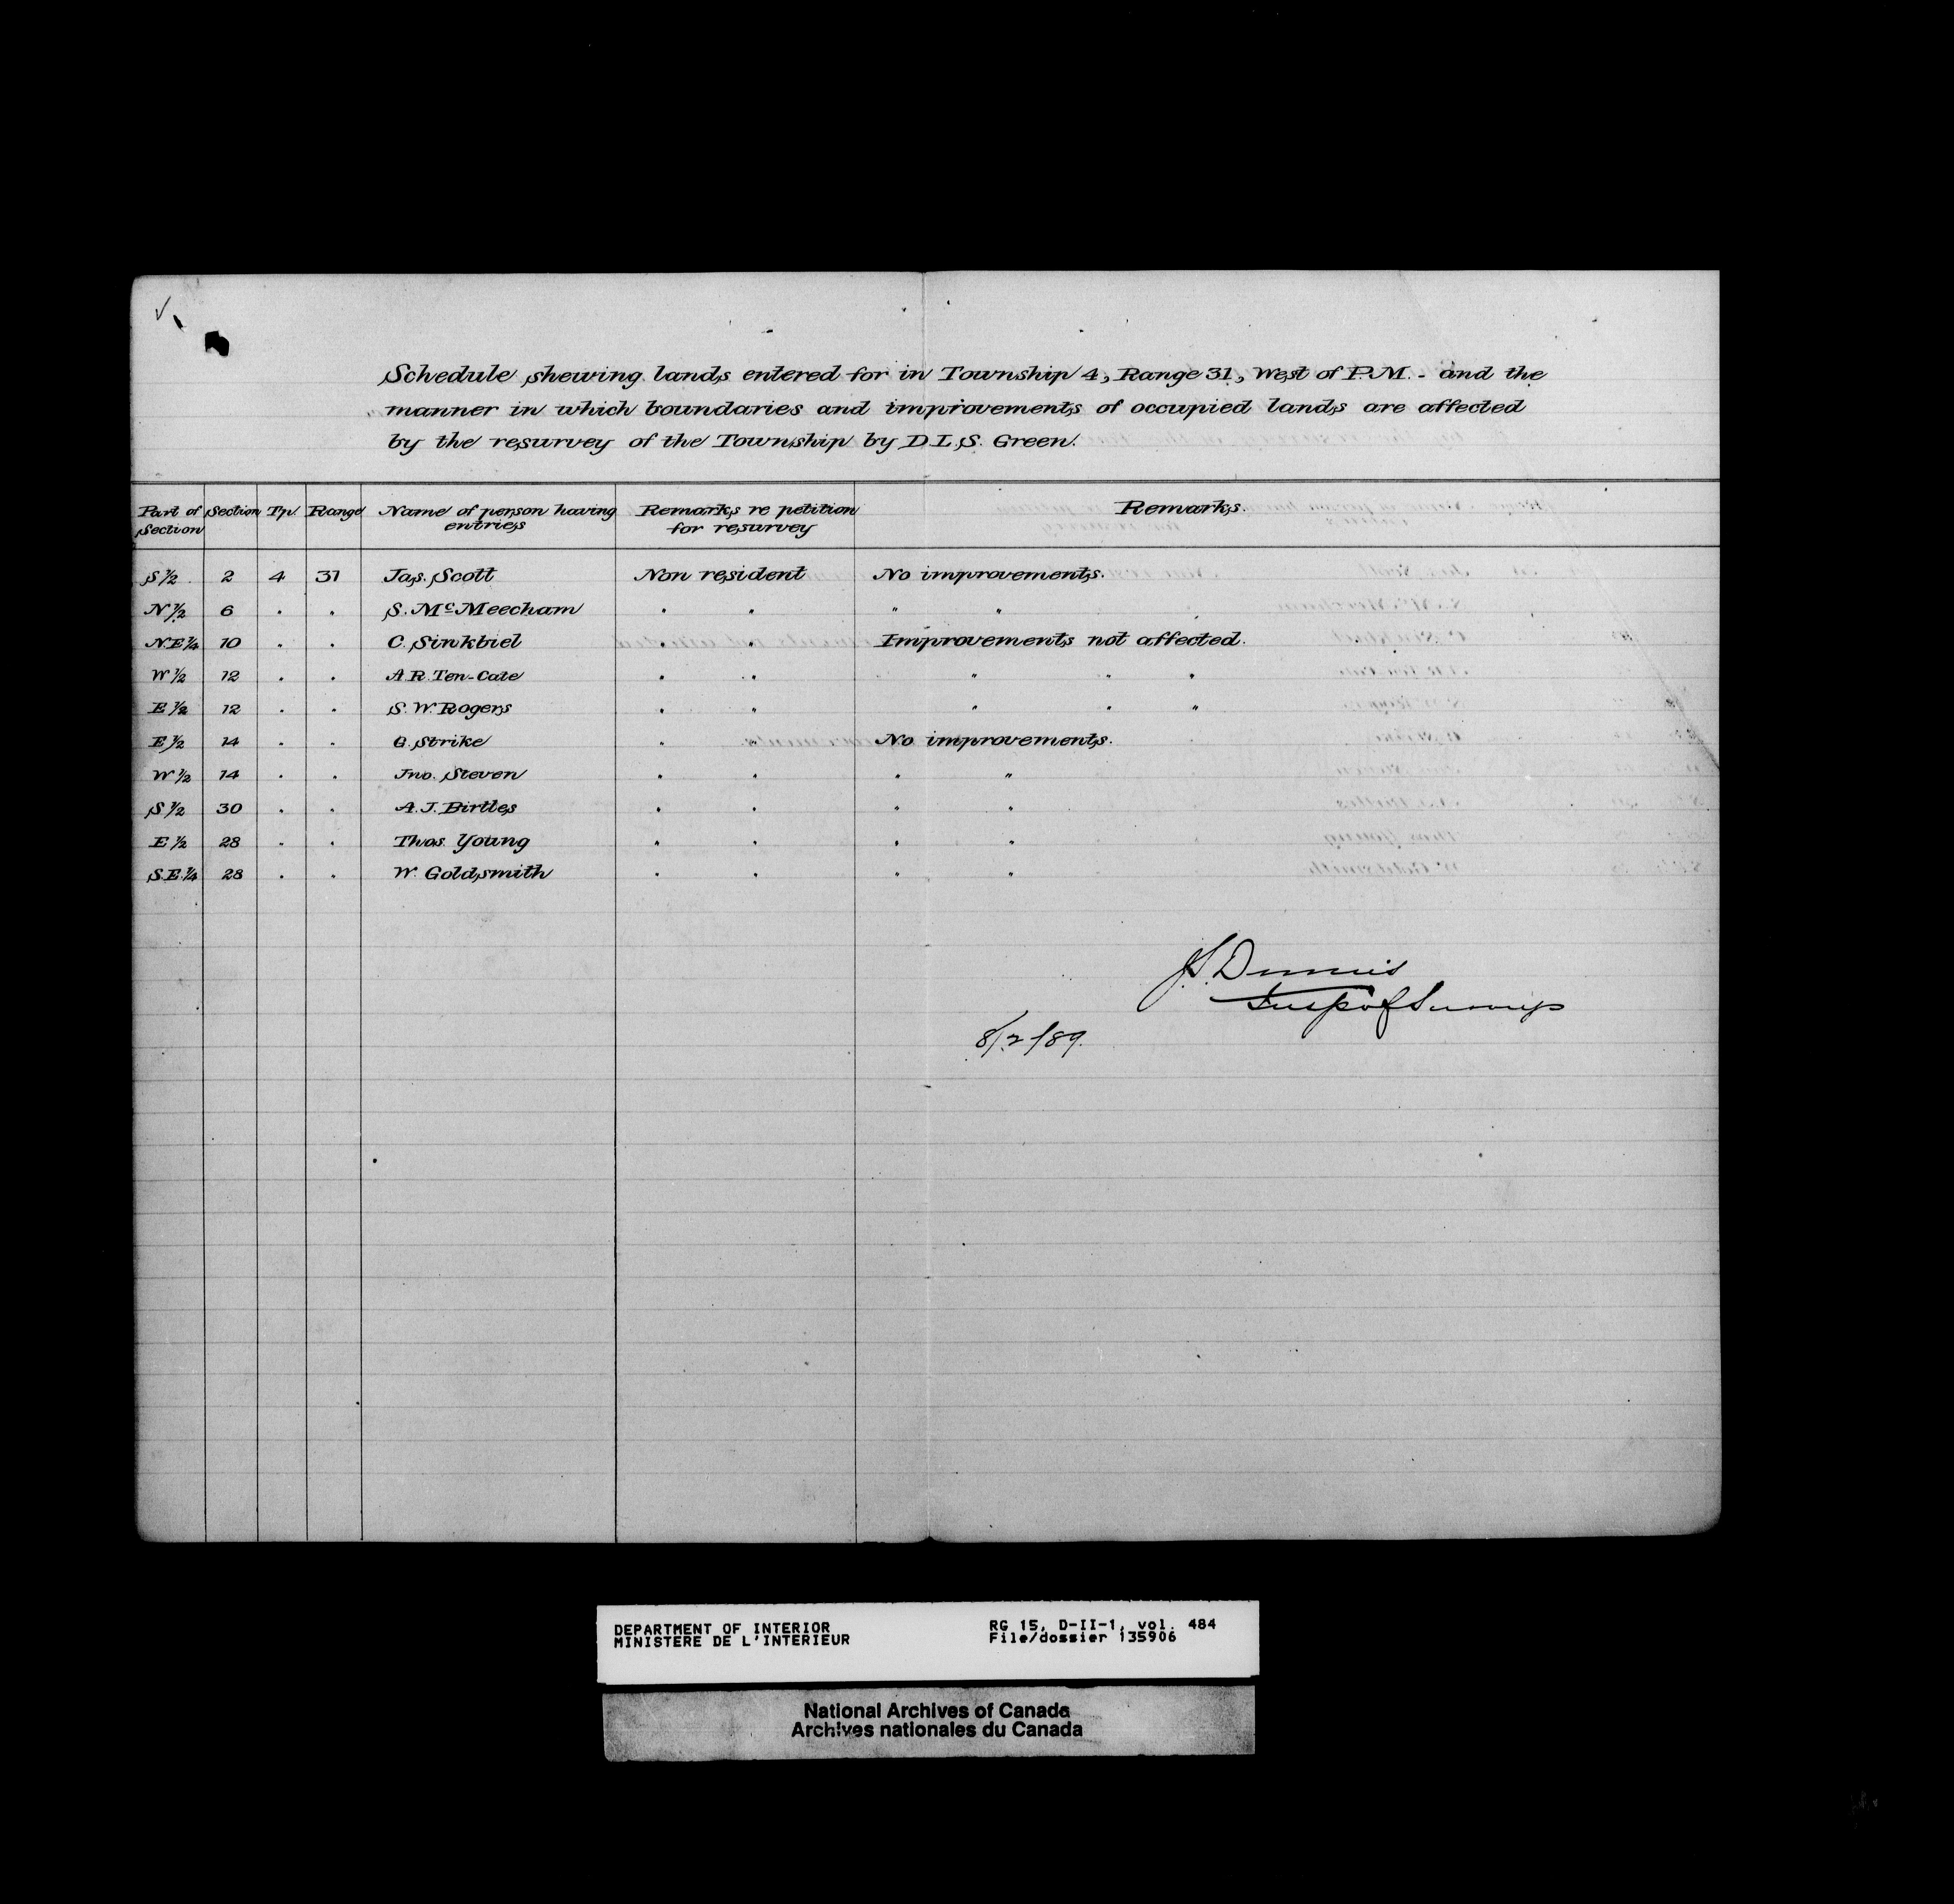 Schedule shewing lands entered for in Township 4, Range 31, West of P.M. - and the
manner in which boundaries and improvements of occupied lands are affected
by the resurvey of the Township by D.L.S. Green.
Part of Section Section Tp. Range Name of person having entries Remarks re petition for resurvey Remarks.
S 1/2 2 4 31 Jas. Scott Non resident No improvements.
N 1/2 6 " " S. McMeecham " " " "
N.E 1/4 10 " " C. Sinkbiel " " Improvements not affected.
W 1/2 12 " " A.R. Ten-Cate " " " " "
E 1/2 12 " " S.W. Rogers " " " " "
E 1/2 14 " " G. Strike " " No improvements.
W 1/2 14 " " Jno. Steven " " " "
S 1/2 30 " " A.J. Birtles " " " "
E 1/2 28 " " Thos. Young " " " "
S.E. 1/4 28 " " W. Goldsmith " " " "
J.S. Dennis
Insp of Surveys
8/2/89.
DEPARTMENT OF INTERIOR RG 15, D-II-1, vol. 484
MINISTERE DE L'INTERIEUR File/dossier 135906
National Archives of Canada
Archives nationales du Canada